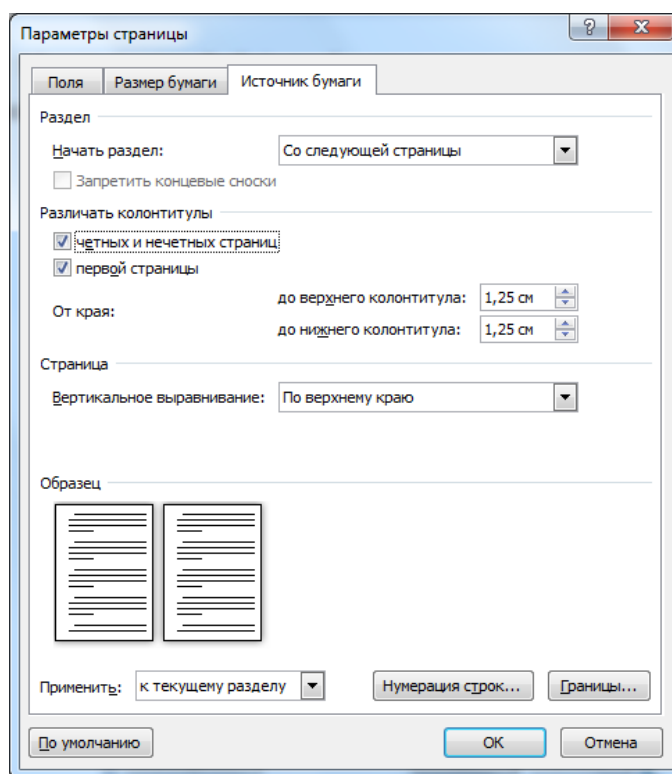 Параметры страницы
Поля Размер бумаги Источник бумаги
Раздел
Начать раздел: Со следующей страницы
Запретить концевые сноски
Различать колонтитулы
четных и нечетных страниц
первой страницы
От края:
до верхнего колонтитула: 1,25 см
до нижнего колонтитула: 1,25 см
Страница
Вертикальное выравнивание: По верхнему краю
Образец
Применить: к текущему разделу Нумерация строк... Границы...
По умолчанию ОК Отмена